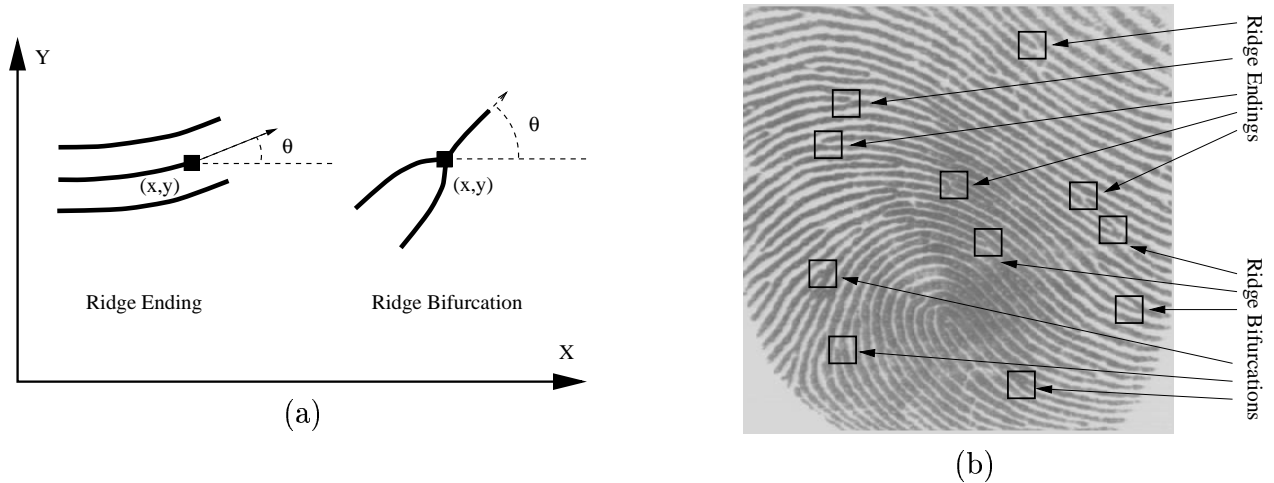 Y
θ
(x,y)
Ridge Ending
θ
(x,y)
Ridge Bifurcation
X
(a)
Ridge Endings
Ridge Bifurcations
(b)